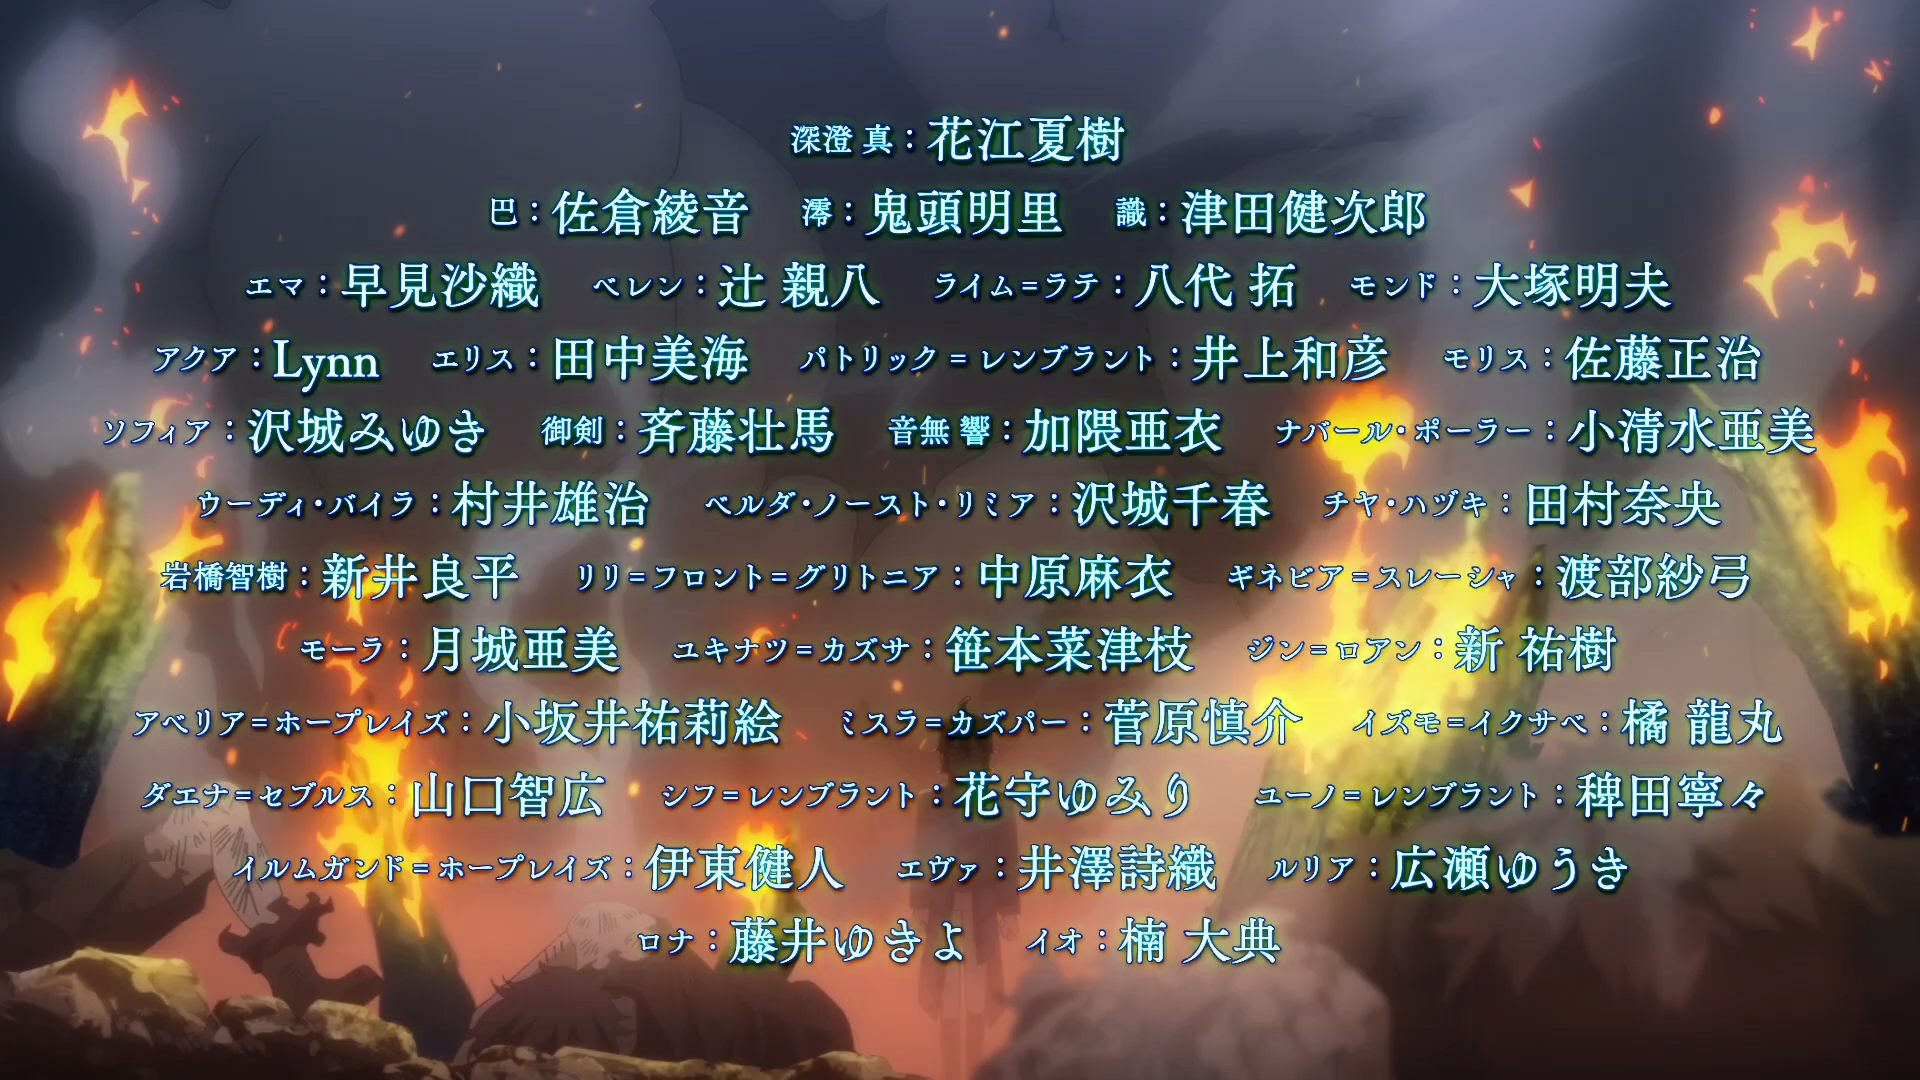 深澄 真：花江夏樹
巴：佐倉綾音 澪：鬼頭明里 識：津田健次郎
エマ：早見沙織 ベレン：辻 親八 ライム=ラテ：八代 拓 モンド：大塚明夫
アクア：Lynn エリス：田中美海 パトリック = レンブラント：井上和彦 モリス：佐藤正治
ソフィア：沢城みゆき 御剣：斉藤壮馬 音無 響：加隈亜衣 ナバール・ポーラー：小清水亜美
ウーディ・バイラ：村井雄治 ベルダ・ノースト・リミア：沢城千春 チヤ・ハヅキ：田村奈央
岩橋智樹：新井良平 リリ=フロント=グリトニア：中原麻衣 ギネビア=スレーシャ：渡部紗弓
モーラ：月城亜美 ユキナツ=カズサ：笹本菜津枝 ジン=ロアン：新 祐樹
アベリア=ホープレイズ：小坂井祐莉絵 ミスラ=カズパー：菅原慎介 イズモ=イクサベ：橘 龍丸
ダエナ=セブルス：山口智広 シフ=レンブラント：花守ゆみり ユーノ=レンブラント：稗田寧々
イルムガンド=ホープレイズ：伊東健人 エヴァ：井澤詩織 ルリア：広瀬ゆうき
ロナ：藤井ゆきよ イオ：楠 大典